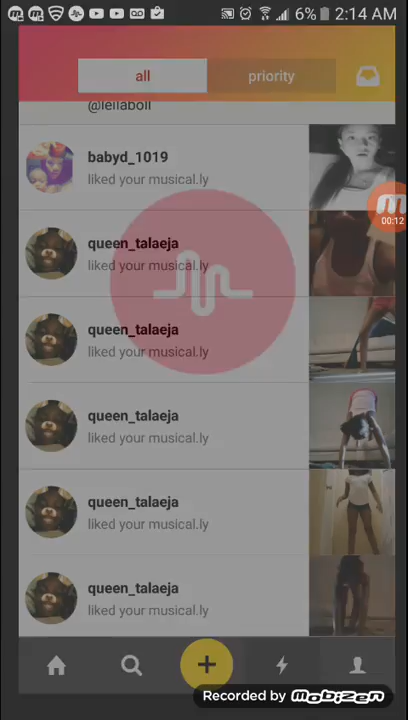 6% 2:14 AM
all priority
@leilaboll
00:12
babyd_1019
liked your musical.ly
queen_talaeja
liked your musical.ly
queen_talaeja
liked your musical.ly
queen_talaeja
liked your musical.ly
queen_talaeja
liked your musical.ly
queen_talaeja
liked your musical.ly
Recorded by mobizen